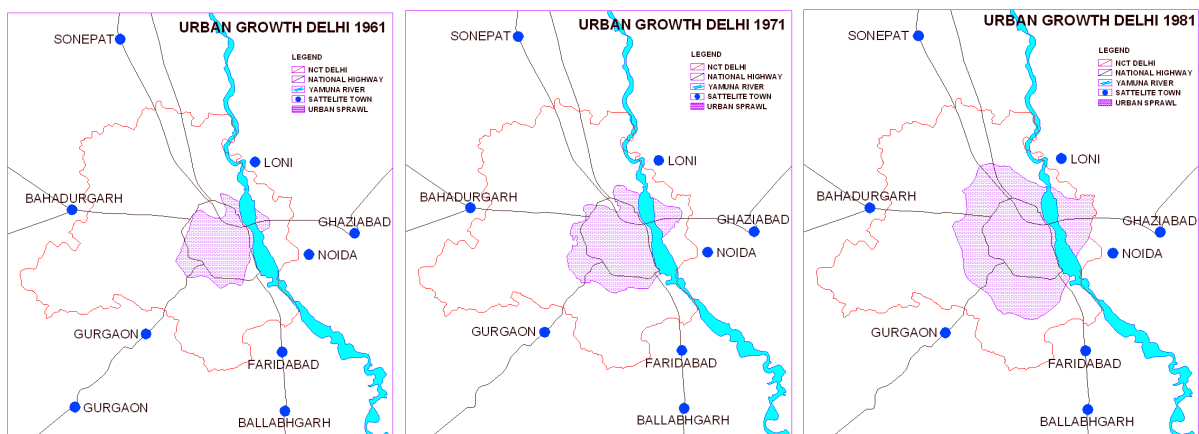 URBAN GROWTH DELHI 1961
SONEPAT
LEGEND
NCT DELHI
NATIONAL HIGHWAY
YAMUNA RIVER
SATTELITE TOWN
URBAN SPRAWL
LONI
BAHADURGARH
GHAZIABAD
NOIDA
GURGAON
FARIDABAD
GURGAON
BALLABHGARH
URBAN GROWTH DELHI 1971
SONEPAT
LEGEND
NCT DELHI
NATIONAL HIGHWAY
YAMUNA RIVER
SATTELITE TOWN
URBAN SPRAWL
LONI
BAHADURGARH
GHAZIABAD
NOIDA
GURGAON
FARIDABAD
BALLABHGARH
URBAN GROWTH DELHI 1981
SONEPAT
LEGEND
NCT DELHI
NATIONAL HIGHWAY
YAMUNA RIVER
SATTELITE TOWN
URBAN SPRAWL
LONI
BAHADURGARH
GHAZIABAD
NOIDA
GURGAON
FARIDABAD
BALLABHGARH